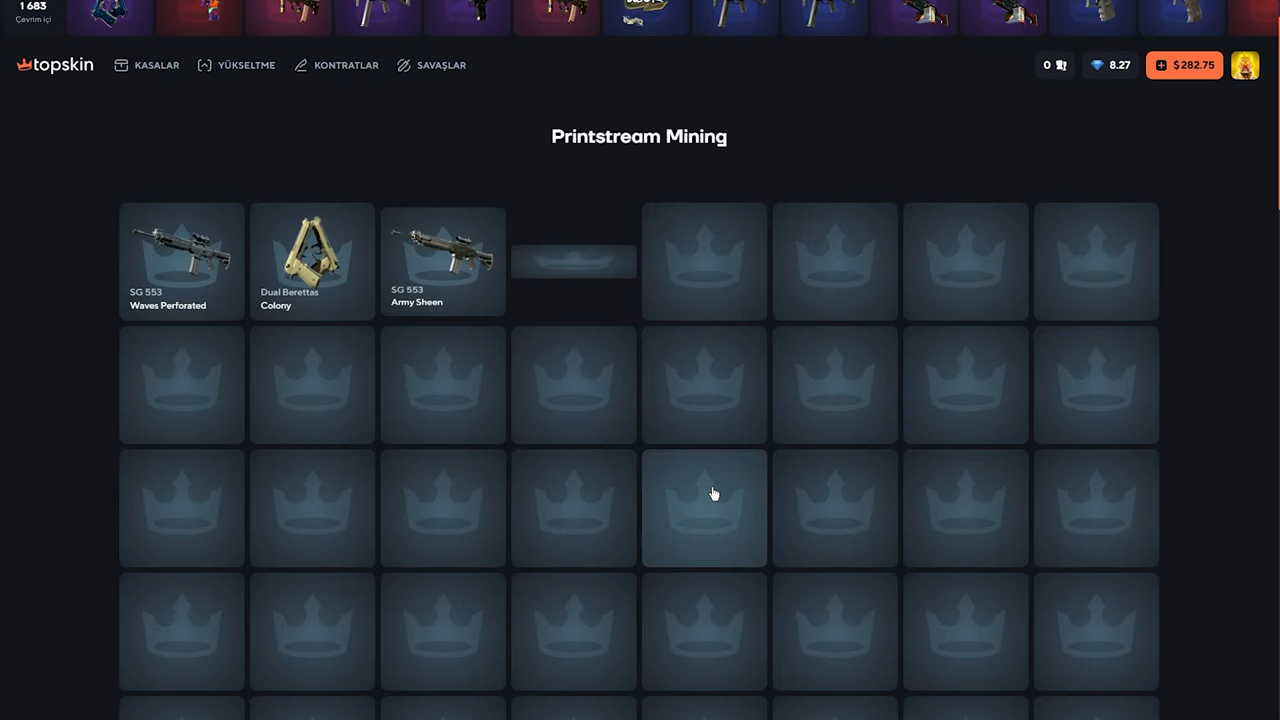 1 683
Çevrim içi
topskin
KASALAR
YÜKSELTME
KONTRATLAR
SAVAŞLAR
0
8.27
$ 282.75
Printstream Mining
SG 553
Waves Perforated
Dual Berettas
Colony
SG 553
Army Sheen